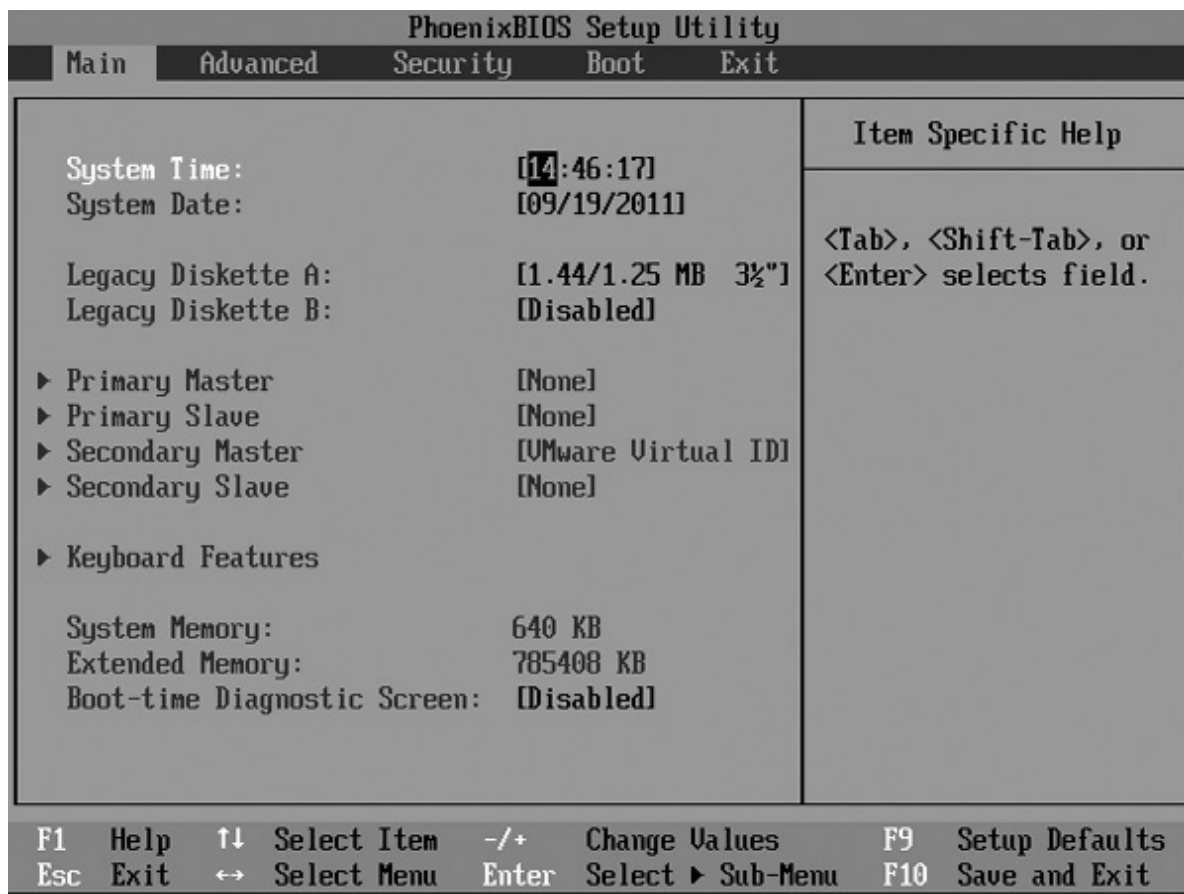 PhoenixBIOS Setup Utility
Main Advanced Security Boot Exit
System Time: [14:46:17]
System Date: [09/19/2011]
Legacy Diskette A: [1.44/1.25 MB 3½"]
Legacy Diskette B: [Disabled]
▶ Primary Master [None]
▶ Primary Slave [None]
▶ Secondary Master [VMware Virtual ID]
▶ Secondary Slave [None]
▶ Keyboard Features
System Memory: 640 KB
Extended Memory: 785408 KB
Boot-time Diagnostic Screen: [Disabled]
Item Specific Help
<Tab>, <Shift-Tab>, or
<Enter> selects field.
F1 Help ↑↓ Select Item -/+ Change Values F9 Setup Defaults
Esc Exit ↔ Select Menu Enter Select ▶ Sub-Menu F10 Save and Exit